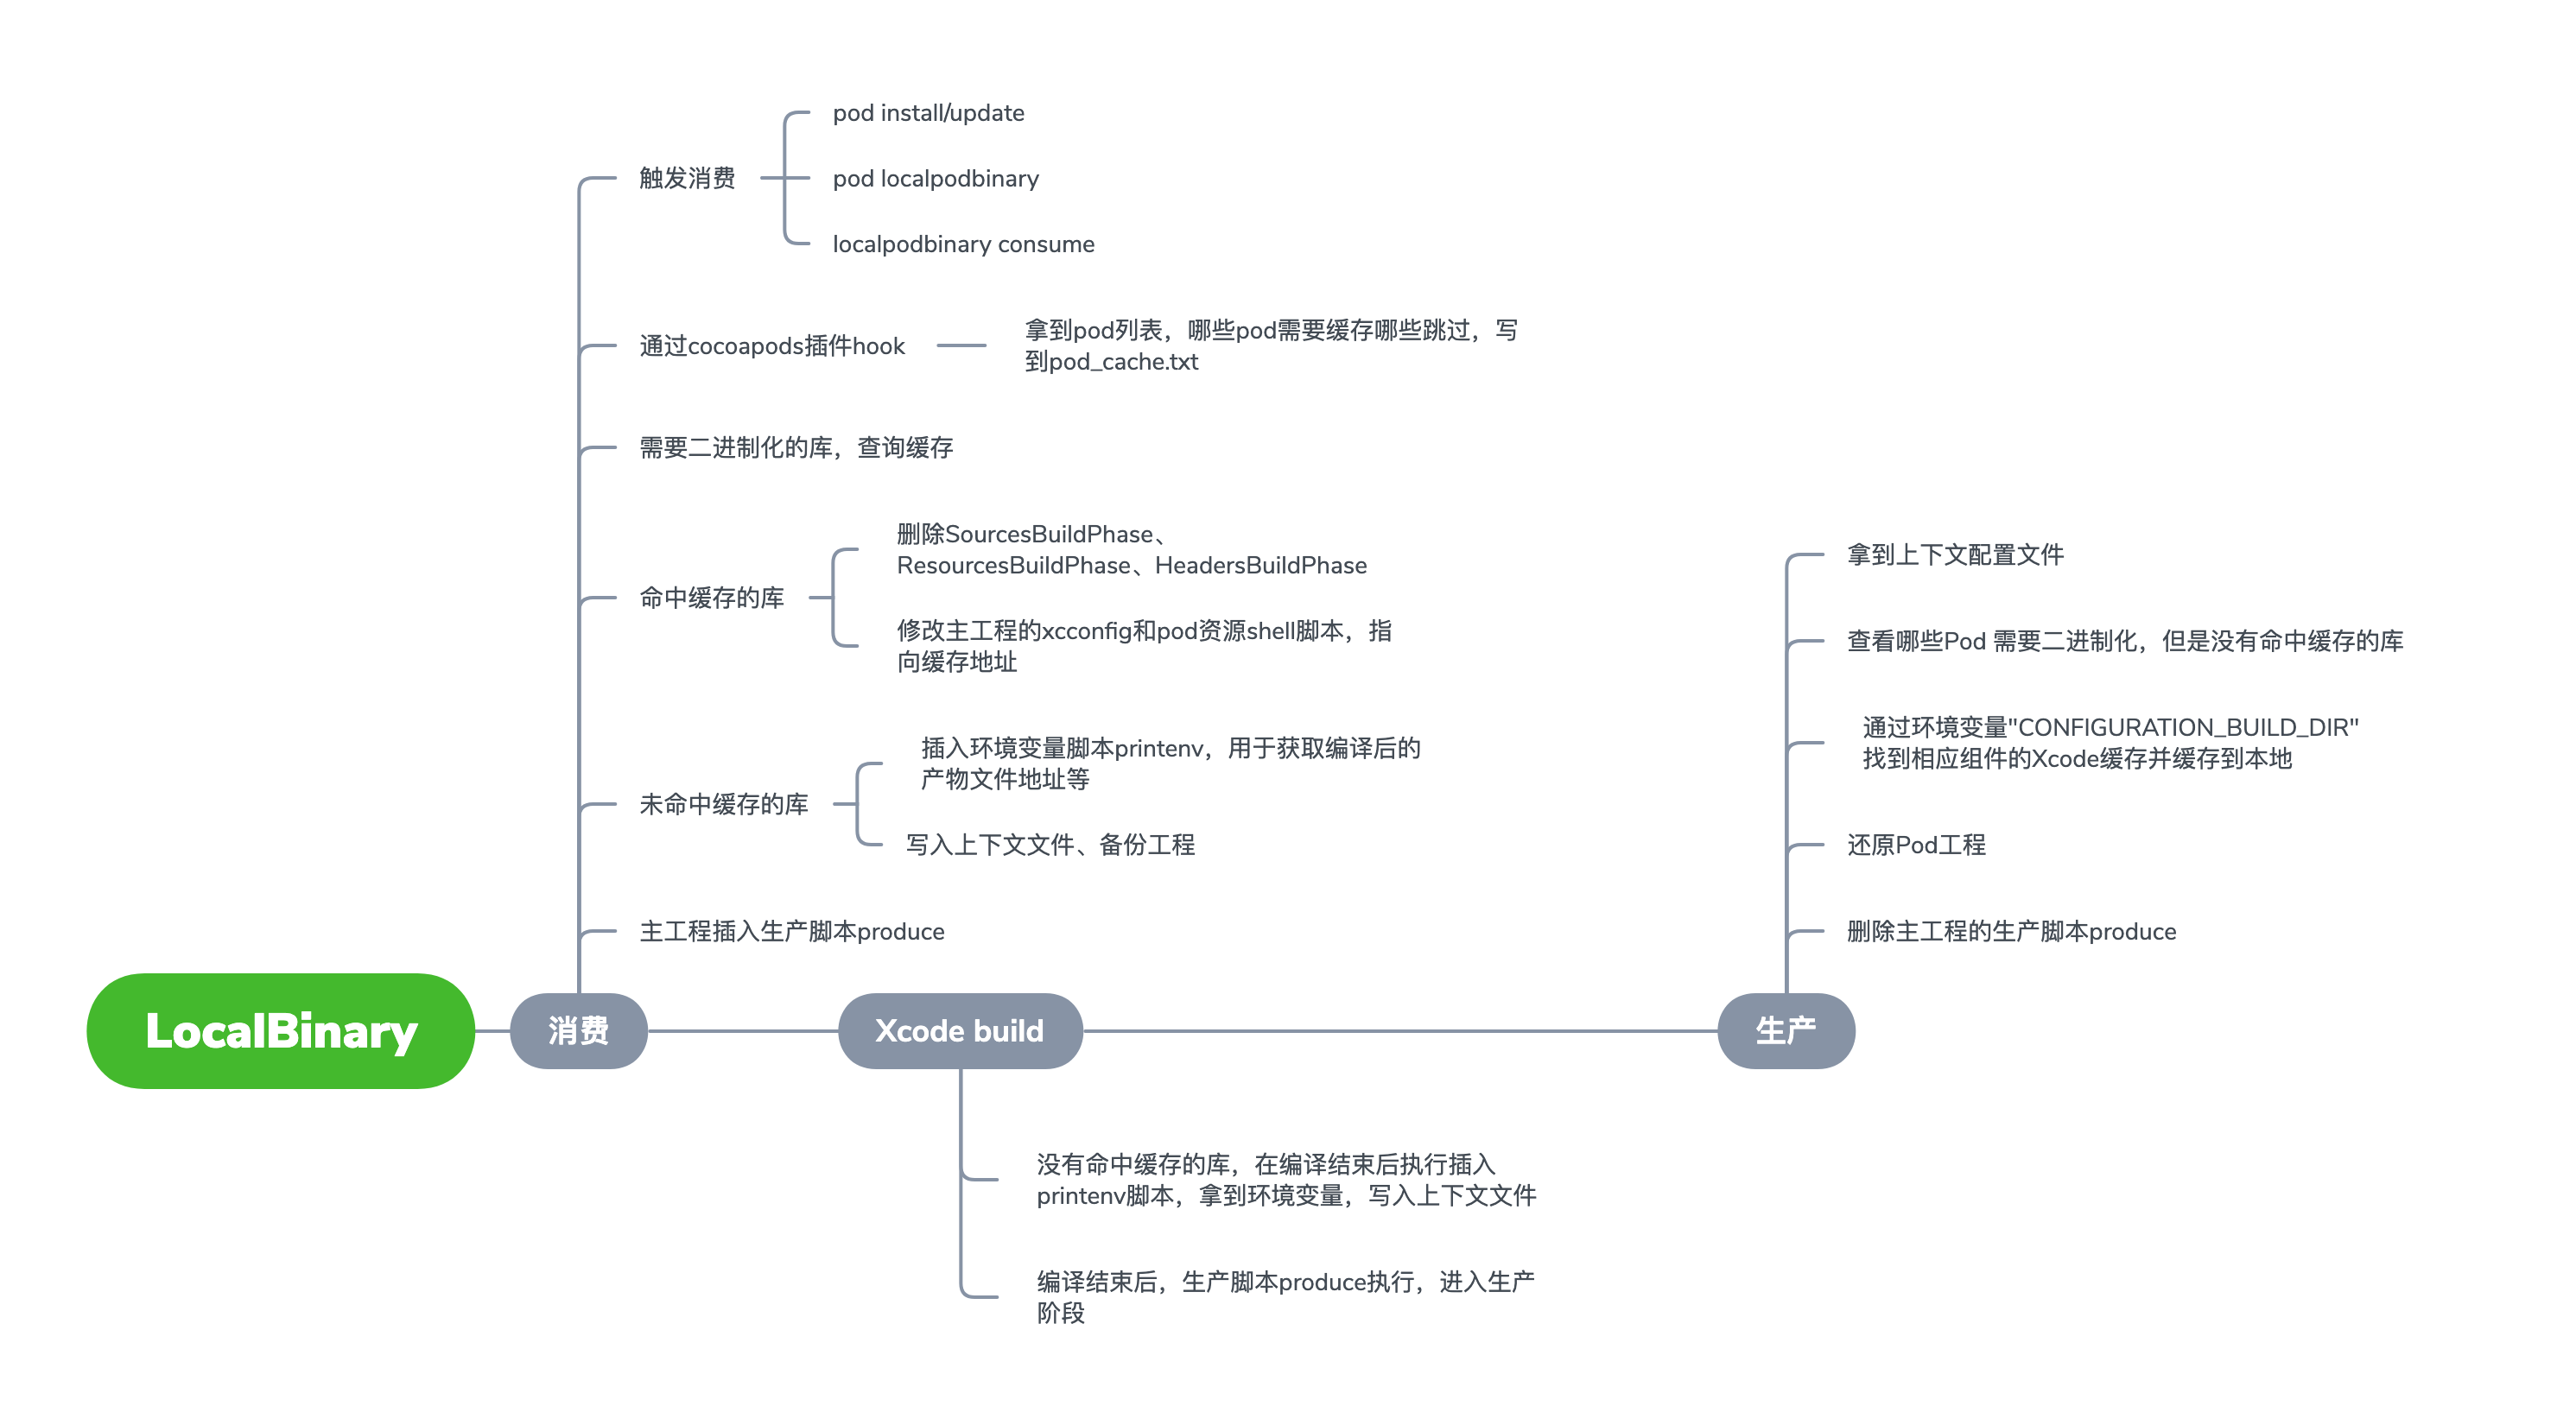 pod install/update
触发消费
pod localpodbinary
localpodbinary consume
通过cocoapods插件hook
拿到pod列表，哪些pod需要缓存哪些跳过，写
到pod_cache.txt
需要二进制化的库，查询缓存
命中缓存的库
删除SourcesBuildPhase、
ResourcesBuildPhase、HeadersBuildPhase
修改主工程的xcconfig和pod资源shell脚本，指
向缓存地址
未命中缓存的库
插入环境变量脚本printenv，用于获取编译后的
产物文件地址等
写入上下文文件、备份工程
主工程插入生产脚本produce
拿到上下文配置文件
查看哪些Pod 需要二进制化，但是没有命中缓存的库
通过环境变量"CONFIGURATION_BUILD_DIR"
找到相应组件的Xcode缓存并缓存到本地
还原Pod工程
删除主工程的生产脚本produce
LocalBinary
消费
Xcode build
生产
没有命中缓存的库，在编译结束后执行插入
printenv脚本，拿到环境变量，写入上下文文件
编译结束后，生产脚本produce执行，进入生产
阶段